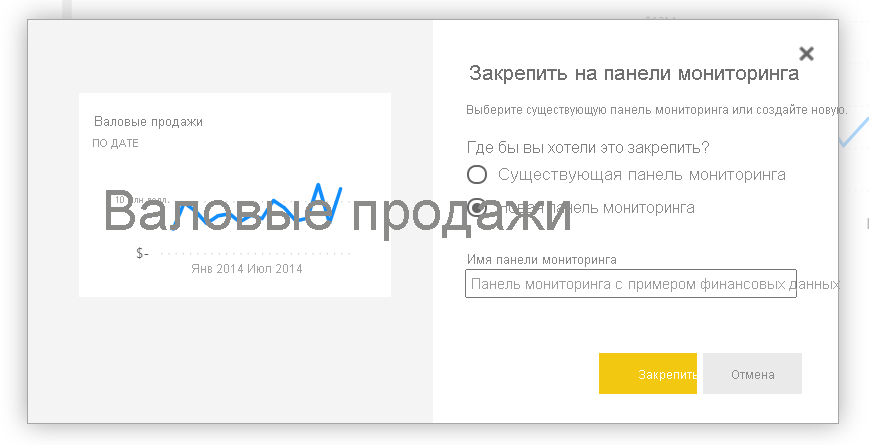 Закрепить на панели мониторинга
Выберите существующую панель мониторинга или создайте новую.
Валовые продажи
ПО ДАТЕ
Где бы вы хотели это закрепить?
Существующая панель мониторинга
10 млн долл.
Валовые продажи
Новая панель мониторинга
$-
Янв 2014 Июл 2014
Имя панели мониторинга
Панель мониторинга с примером финансовых данных
Закрепить
Отмена